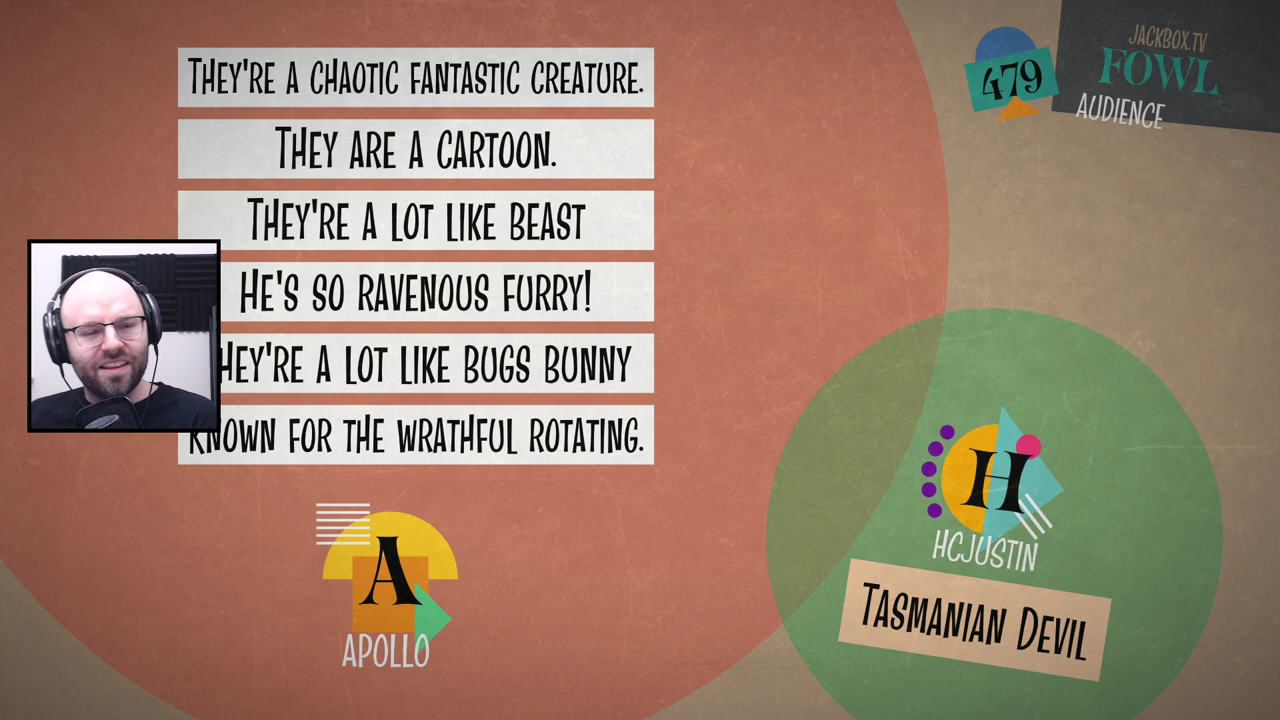 THEY'RE A CHAOTIC FANTASTIC CREATURE.
THEY ARE A CARTOON.
THEY'RE A LOT LIKE BEAST
HE'S SO RAVENOUS FURRY!
HEY'RE A LOT LIKE BUGS BUNNY
KNOWN FOR THE WRATHFUL ROTATING.
A
APOLLO
479
JACKBOX.TV
FOWL
AUDIENCE
H
HCJUSTIN
TASMANIAN DEVIL